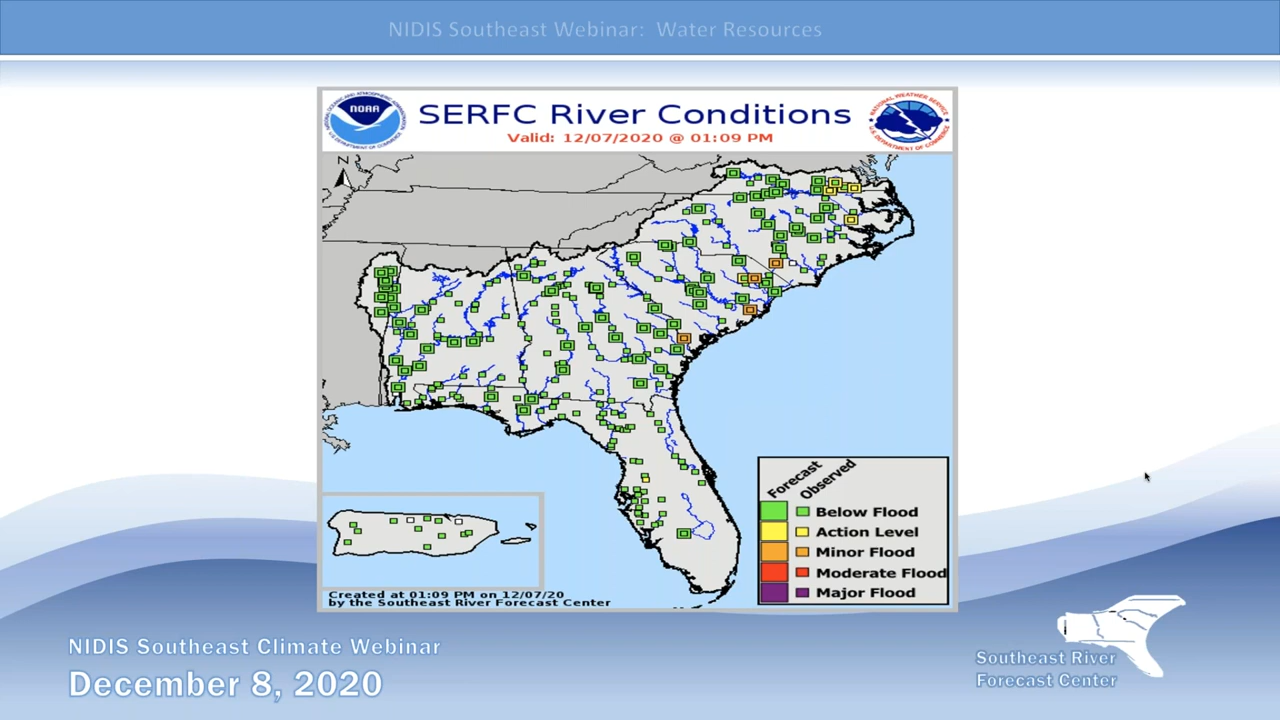 NIDIS Southeast Webinar: Water Resources
NOAA
SERFC River Conditions
Valid: 12/07/2020 @ 01:09 PM
N
Forecast
Observed
Below Flood
Action Level
Minor Flood
Moderate Flood
Major Flood
Created at 01:09 PM on 12/07/20
by the Southeast River Forecast Center
NIDIS Southeast Climate Webinar
December 8, 2020
Southeast River
Forecast Center